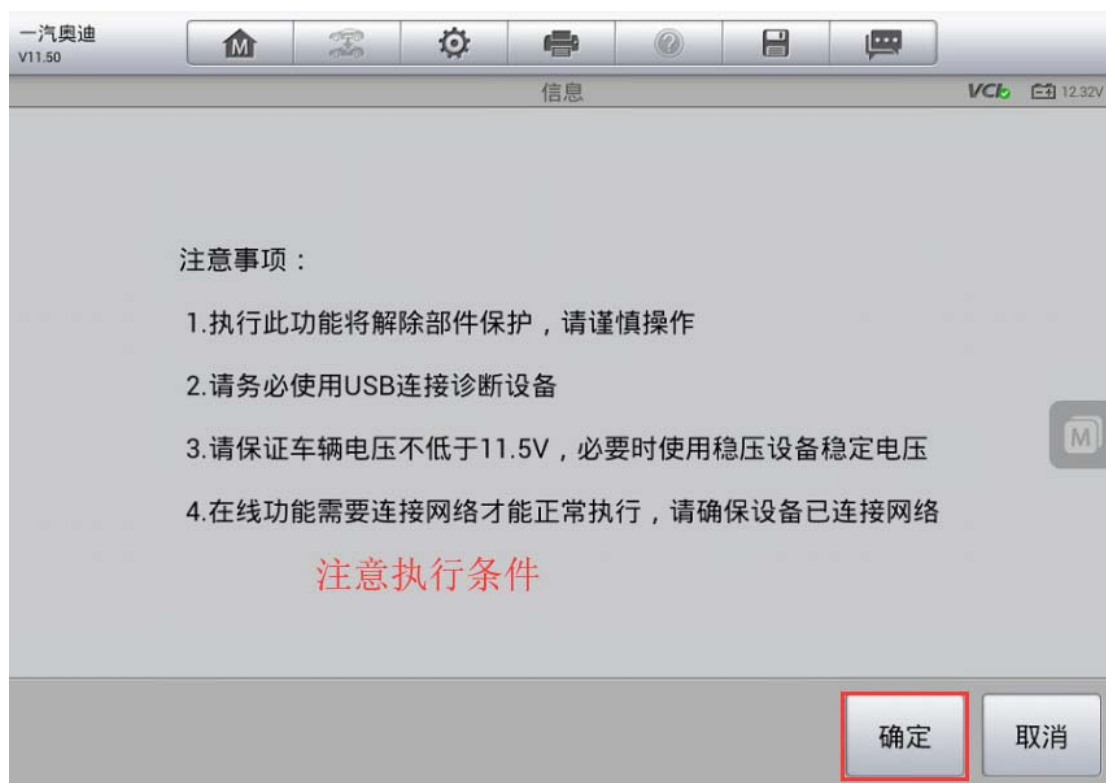 一汽奥迪
V11.50
M
信息
VCI
12.32V
注意事项：
1.执行此功能将解除部件保护，请谨慎操作
2.请务必使用USB连接诊断设备
M
3.请保证车辆电压不低于11.5V，必要时使用稳压设备稳定电压
4.在线功能需要连接网络才能正常执行，请确保设备已连接网络
注意执行条件
确定
取消